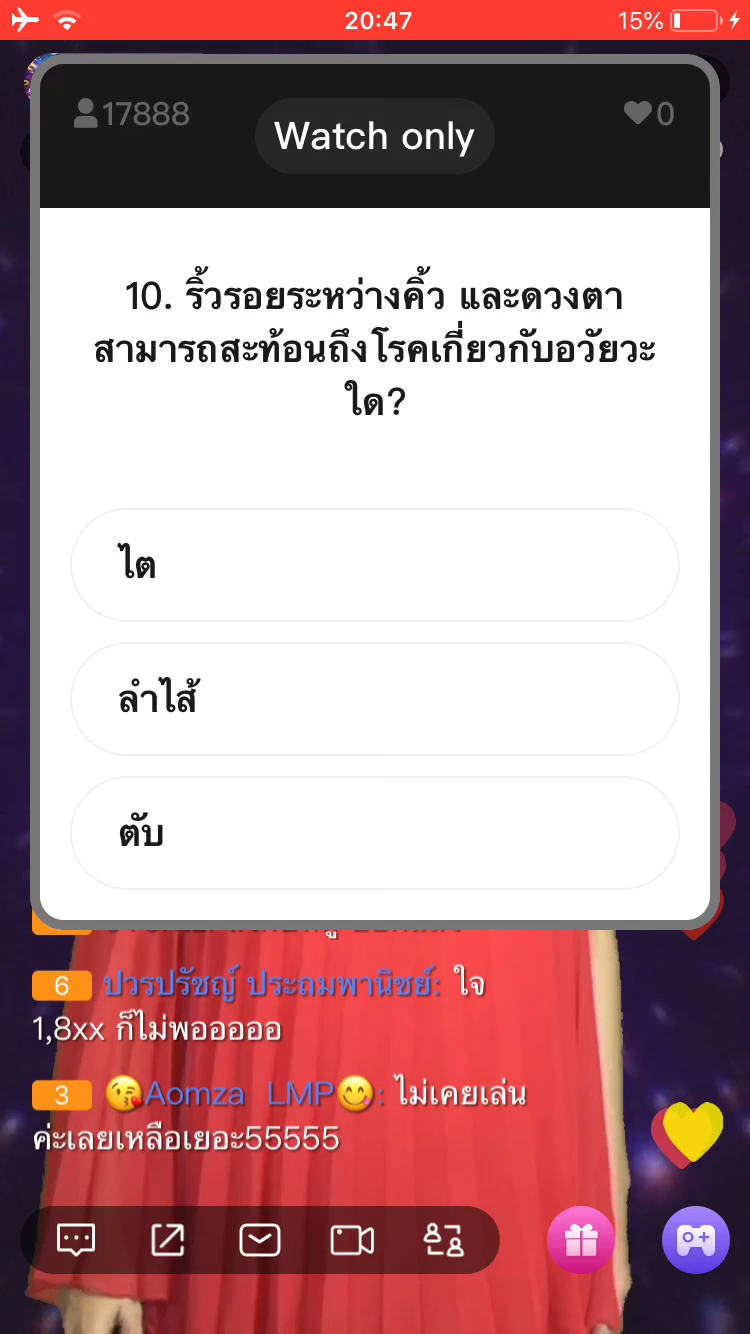 20:47
15%
17888
Watch only
0
10. ริ้วรอยระหว่างคิ้ว และดวงตา
สามารถสะท้อนถึงโรคเกี่ยวกับอวัยวะ
ใด?
ไต
ลำไส้
ตับ
6 ปวรปรัชญ์ ประถมพานิชย์: ใจ
1,8xx ก็ไม่พอออออ
3 😘Aomza LMP😋: ไม่เคยเล่น
ค่ะเลยเหลือเยอะ55555